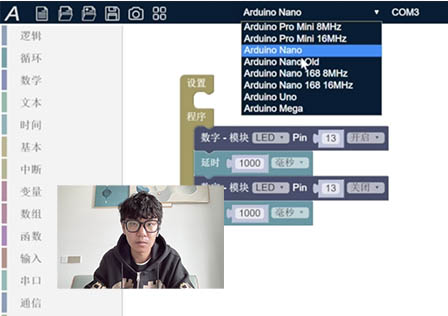 A Arduino Nano ▾ COM3
Arduino Pro Mini 8MHz
Arduino Pro Mini 16MHz
Arduino Nano
Arduino Nano Old
Arduino Nano 168 8MHz
Arduino Nano 168 16MHz
Arduino Uno
Arduino Mega
逻辑
循环
数学
文本
时间
基本
中断
变量
数组
函数
输入
串口
通信
设置
程序
数字 - 模块 LED Pin 13 开启
延时 1000 毫秒
数字 - 模块 LED Pin 13 关闭
1000 毫秒